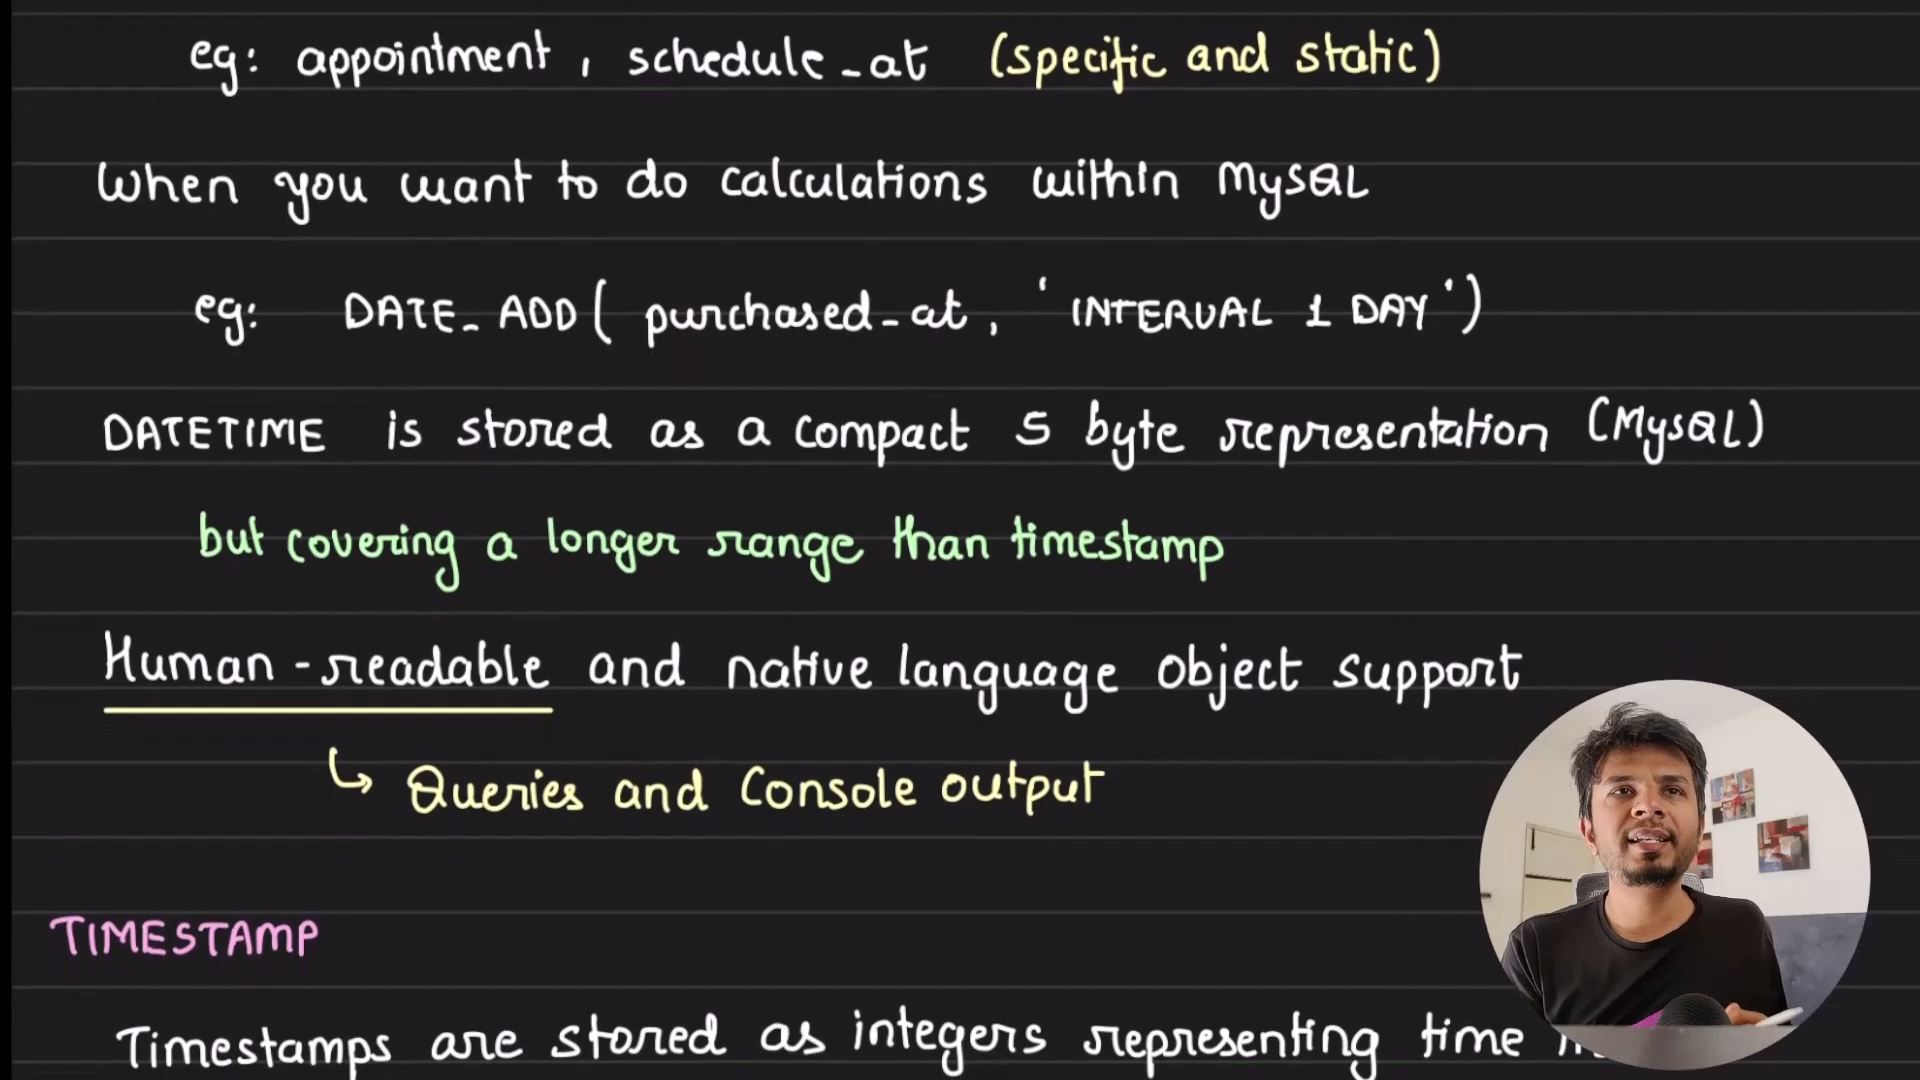 eg: appointment, schedule_at (specific and static)
When you want to do calculations within MySQL
eg: DATE_ADD( purchased_at, 'INTERVAL 1 DAY')
DATETIME is stored as a compact 5 byte representation (MySQL)
but covering a longer range than timestamp
Human-readable and native language object support
↳ Queries and Console output
TIMESTAMP
Timestamps are stored as integers representing time